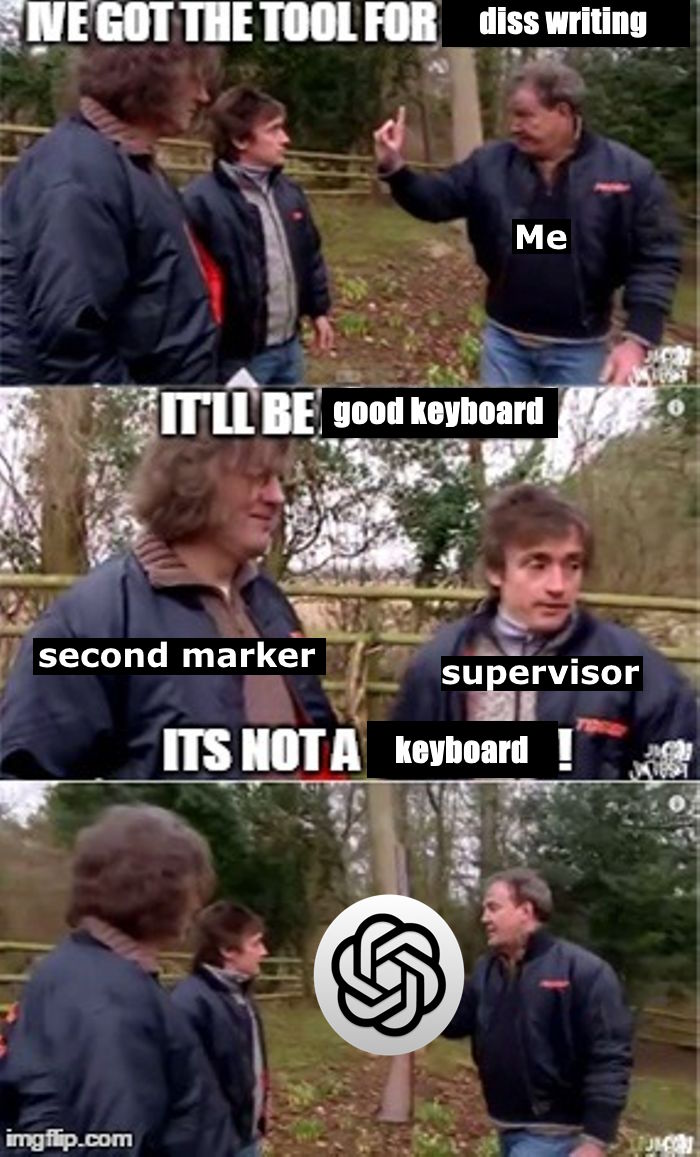 IVE GOT THE TOOL FOR diss writing
Me
IT'LL BE good keyboard
second marker
supervisor
ITS NOT A keyboard !
imgflip.com